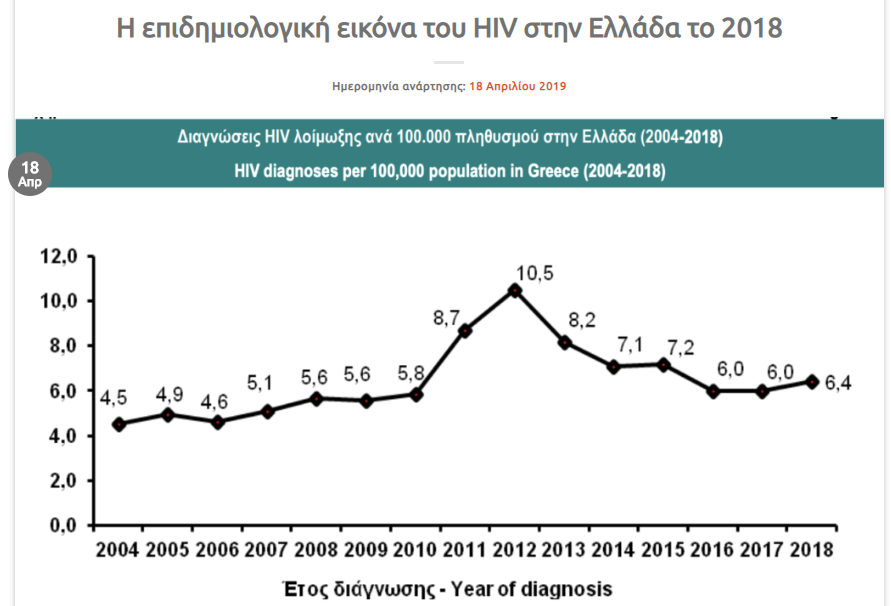 Η επιδημιολογική εικόνα του HIV στην Ελλάδα το 2018
Ημερομηνία ανάρτησης: 18 Απριλίου 2019
Διαγνώσεις HIV λοίμωξης ανά 100.000 πληθυσμού στην Ελλάδα (2004-2018)
HIV diagnoses per 100,000 population in Greece (2004-2018)
18
Απρ
12,0
10,0
8,0
6,0
4,0
2,0
0,0
4,5 4,9 4,6 5,1 5,6 5,6 5,8 8,7 10,5 8,2 7,1 7,2 6,0 6,0 6,4
2004 2005 2006 2007 2008 2009 2010 2011 2012 2013 2014 2015 2016 2017 2018
Έτος διάγνωσης - Year of diagnosis